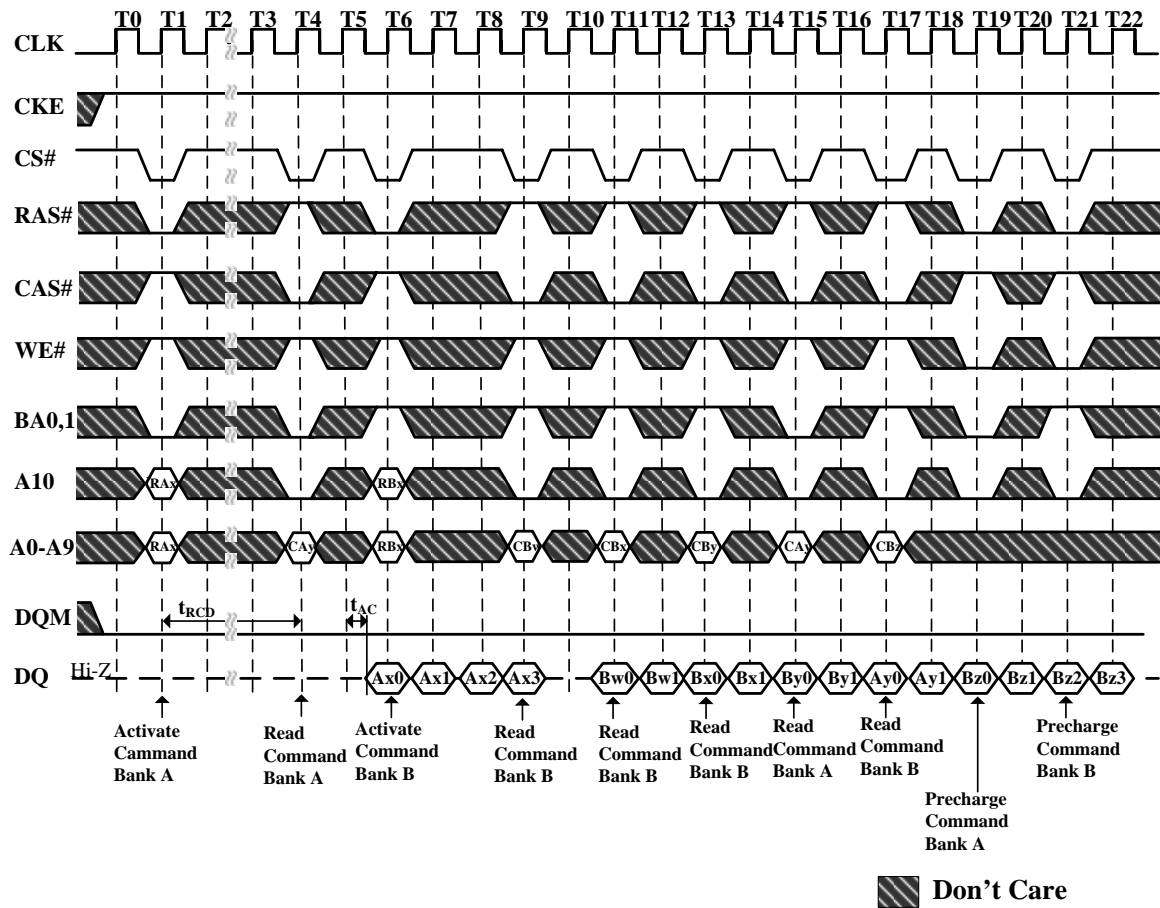 T0 T1 T2 T3 T4 T5 T6 T7 T8 T9 T10 T11 T12 T13 T14 T15 T16 T17 T18 T19 T20 T21 T22
CLK
CKE
CS#
RAS#
CAS#
WE#
BA0,1
A10 RAx RBx
A0-A9 RAx CAy RBx CBw CBx CBy CAy CBz
DQM tRCD tAC
DQ Hi-Z Ax0 Ax1 Ax2 Ax3 Bw0 Bw1 Bx0 Bx1 By0 By1 Ay0 Ay1 Bz0 Bz1 Bz2 Bz3
Activate
Cammand
Bank A
Read
Command
Bank A
Activate
Command
Bank B
Read
Command
Bank B
Read
Command
Bank B
Read
Command
Bank B
Read
Command
Bank A
Read
Command
Bank B
Precharge
Command
Bank A
Precharge
Command
Bank B
Don't Care